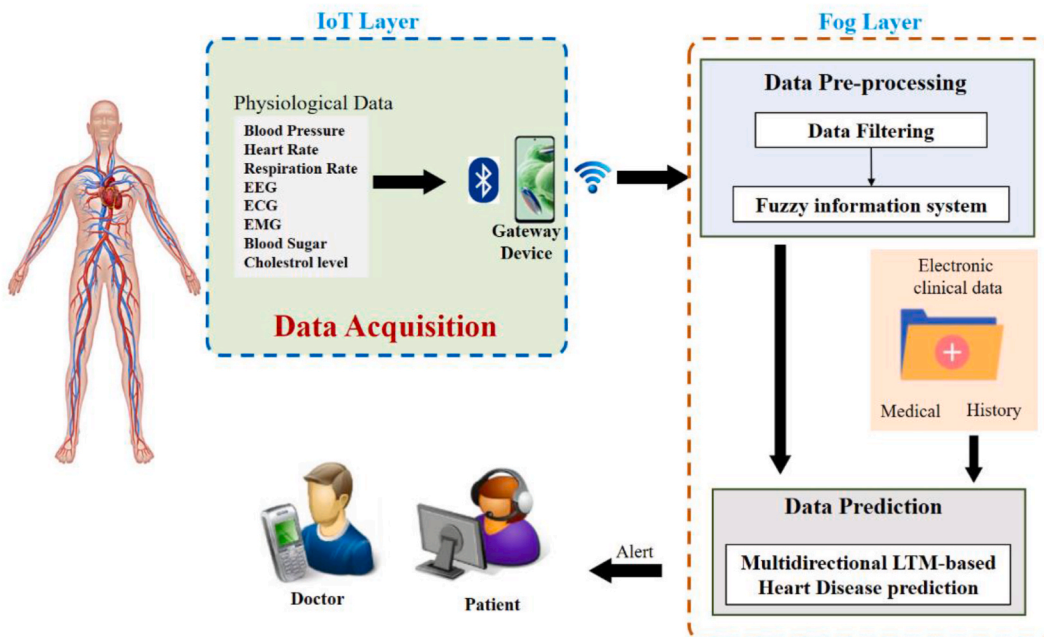 IoT Layer
Physiological Data
Blood Pressure
Heart Rate
Respiration Rate
EEG
ECG
EMG
Blood Sugar
Cholestrol level
Gateway
Device
Data Acquisition
Fog Layer
Data Pre-processing
Data Filtering
Fuzzy information system
Electronic
clinical data
Medical History
Data Prediction
Multidirectional LTM-based
Heart Disease prediction
Alert
Doctor
Patient